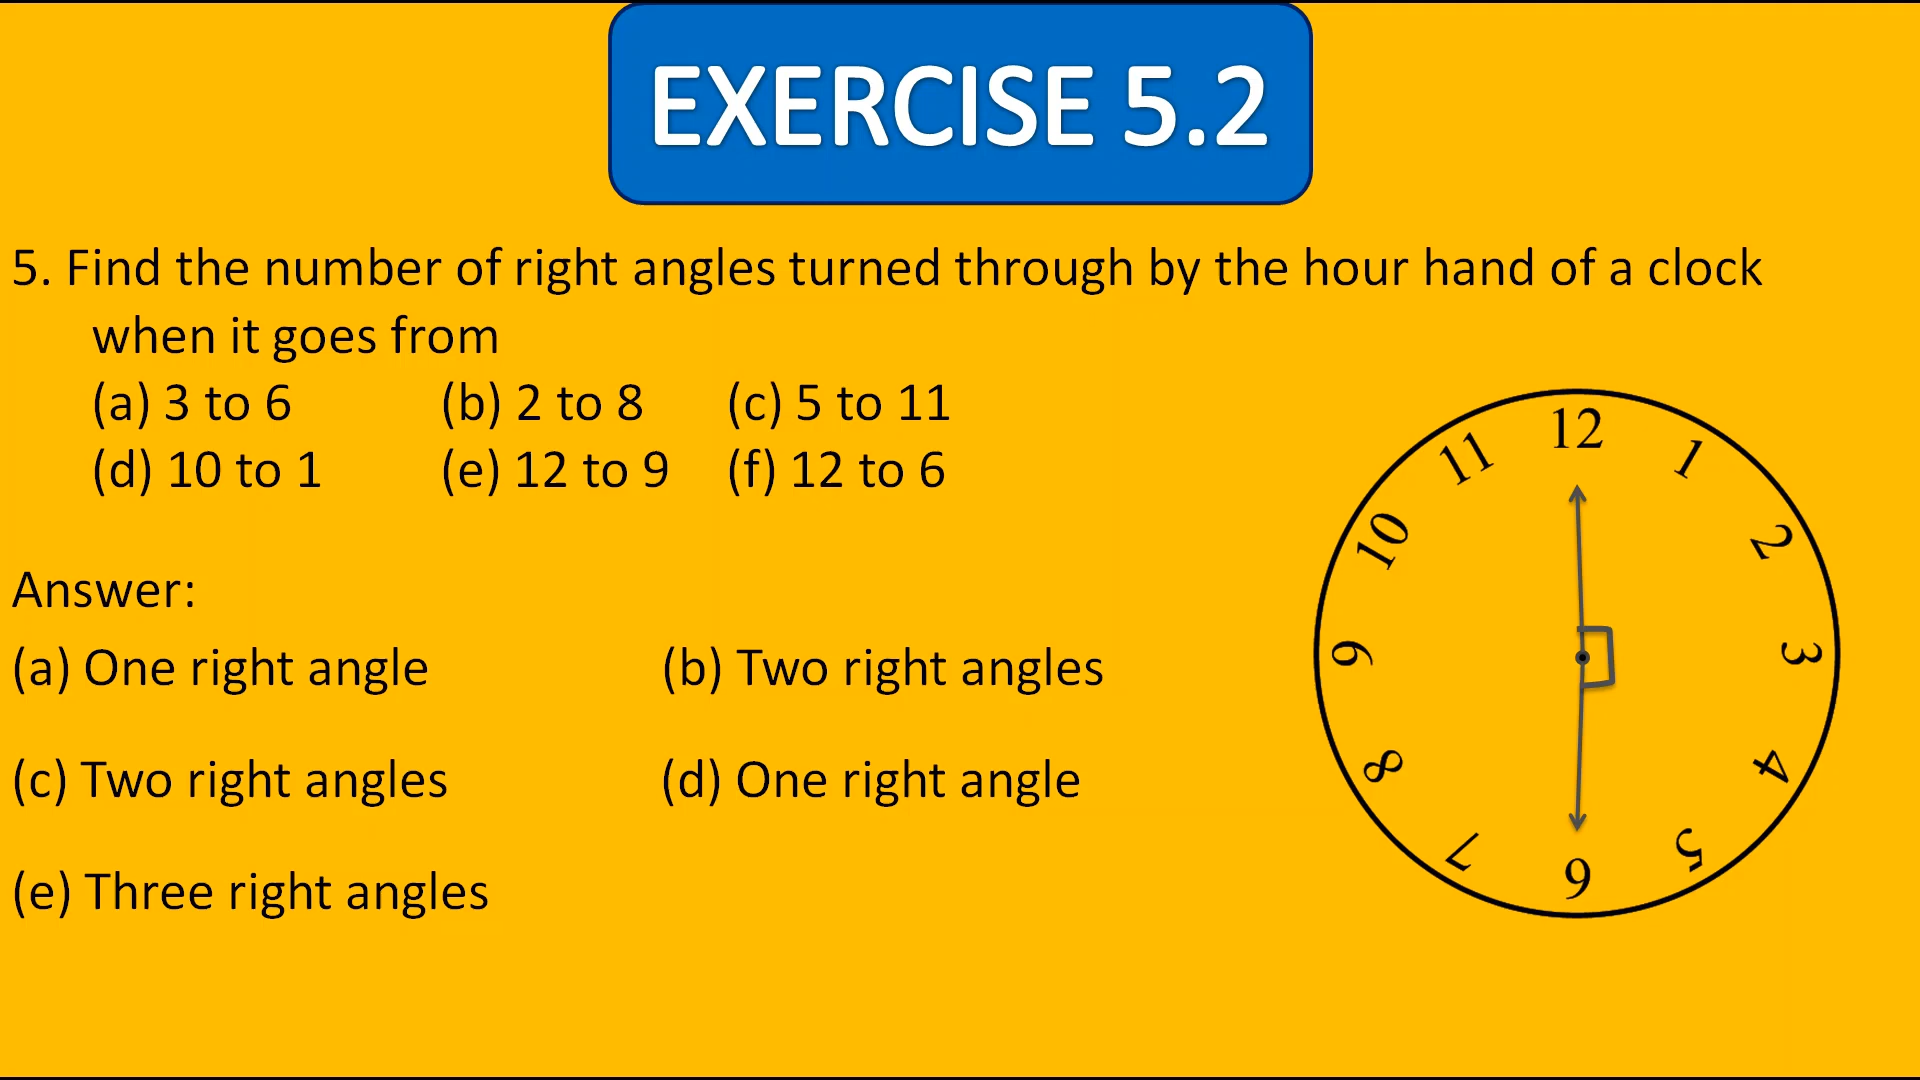 EXERCISE 5.2
5. Find the number of right angles turned through by the hour hand of a clock
when it goes from
(a) 3 to 6 (b) 2 to 8 (c) 5 to 11
(d) 10 to 1 (e) 12 to 9 (f) 12 to 6
Answer:
(a) One right angle (b) Two right angles
(c) Two right angles (d) One right angle
(e) Three right angles
12
1
2
3
4
5
6
7
8
9
10
11